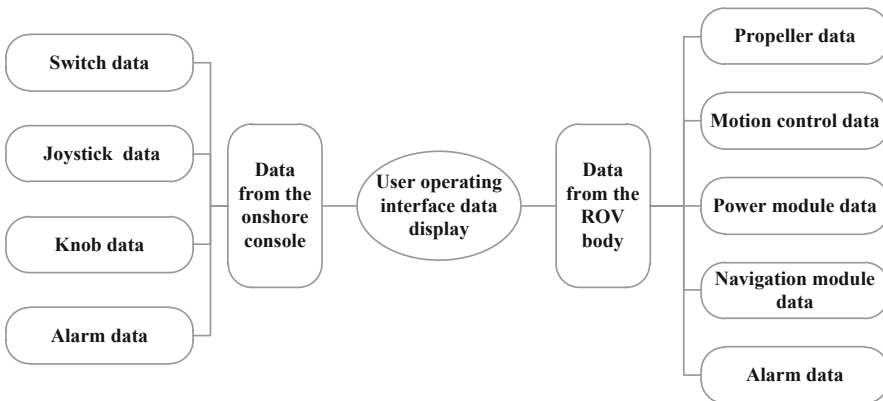 Switch data
Joystick data
Knob data
Alarm data
Data
from the
onshore
console
User operating
interface data
display
Data
from the
ROV
body
Propeller data
Motion control data
Power module data
Navigation module
data
Alarm data